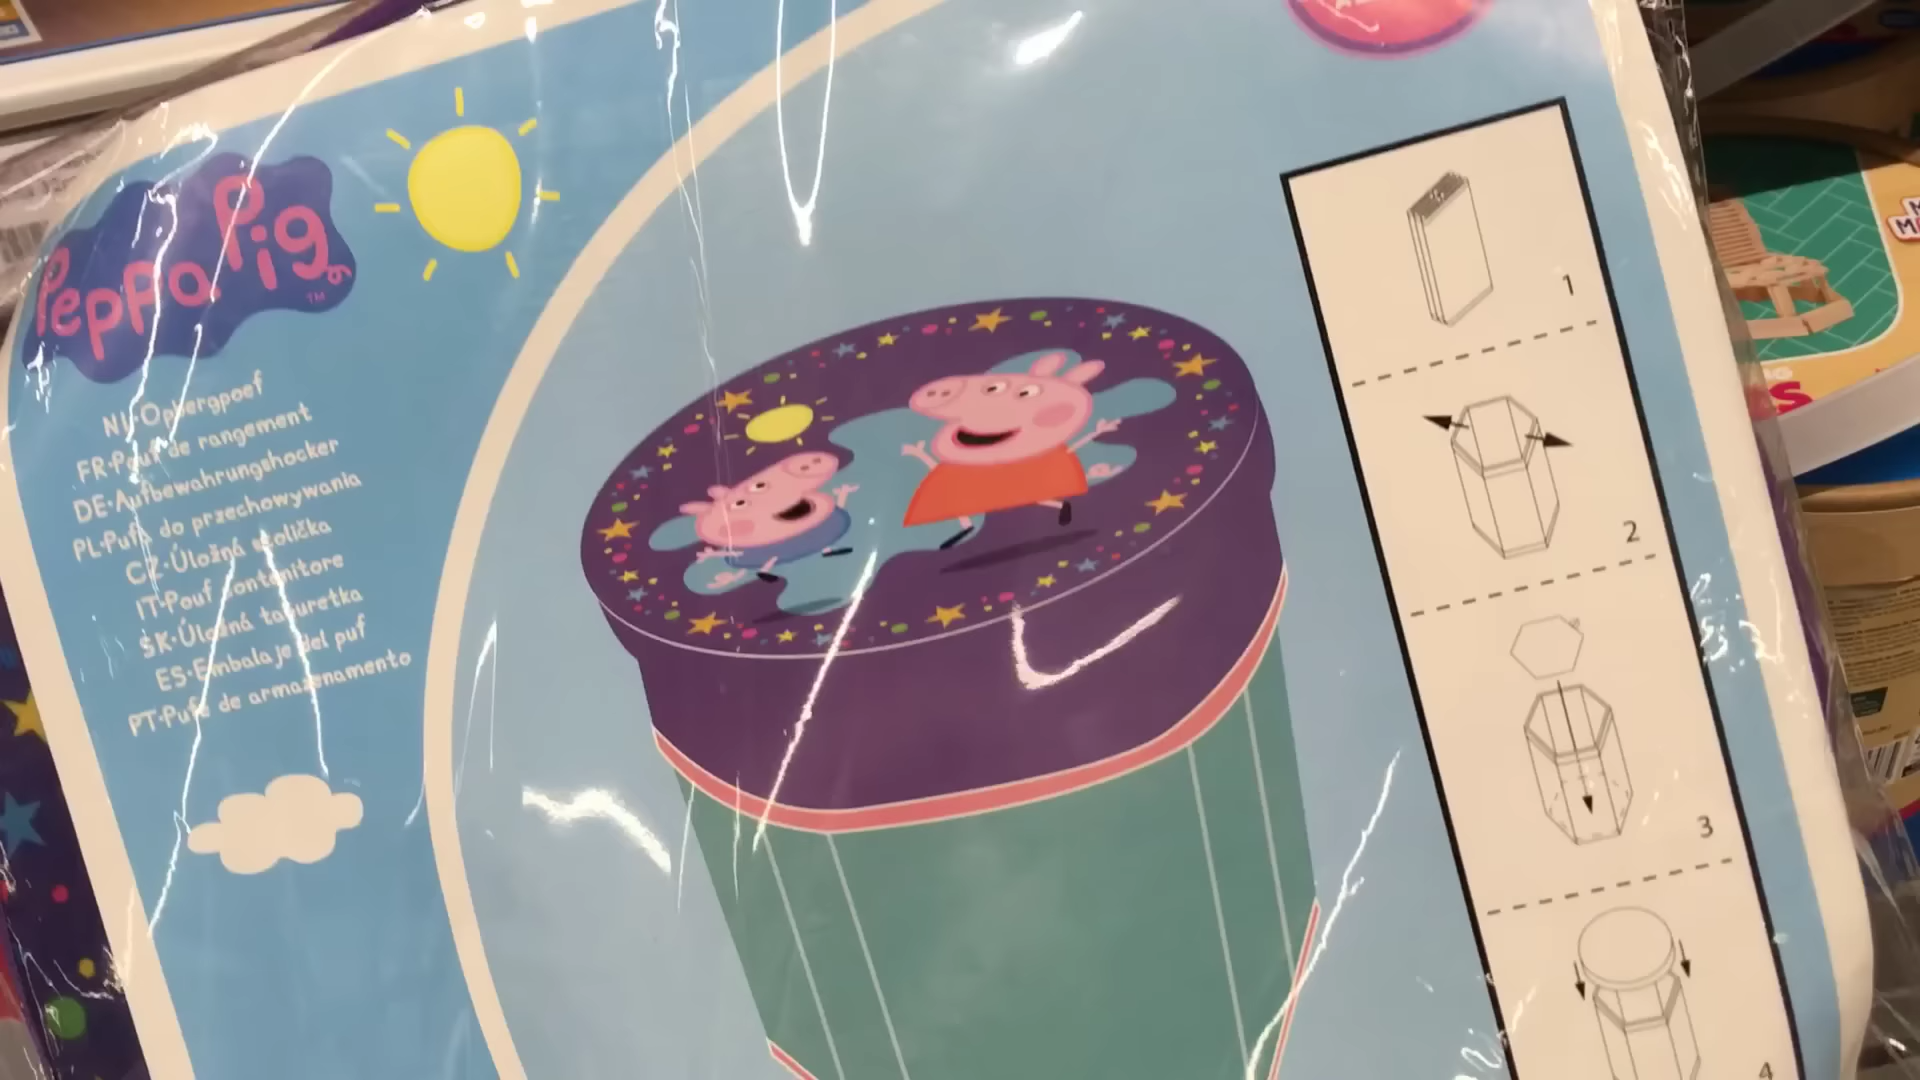 Peppa Pig
TM
NL·Opbergpoef
FR·Pouf de rangement
DE·Aufbewahrungshocker
PL·Pufa do przechowywania
CZ·Úložná stolička
IT·Pouf contenitore
SK·Úložná taburetka
ES·Embalaje del puf
PT·Pufe de armazenamento
1
2
3
4